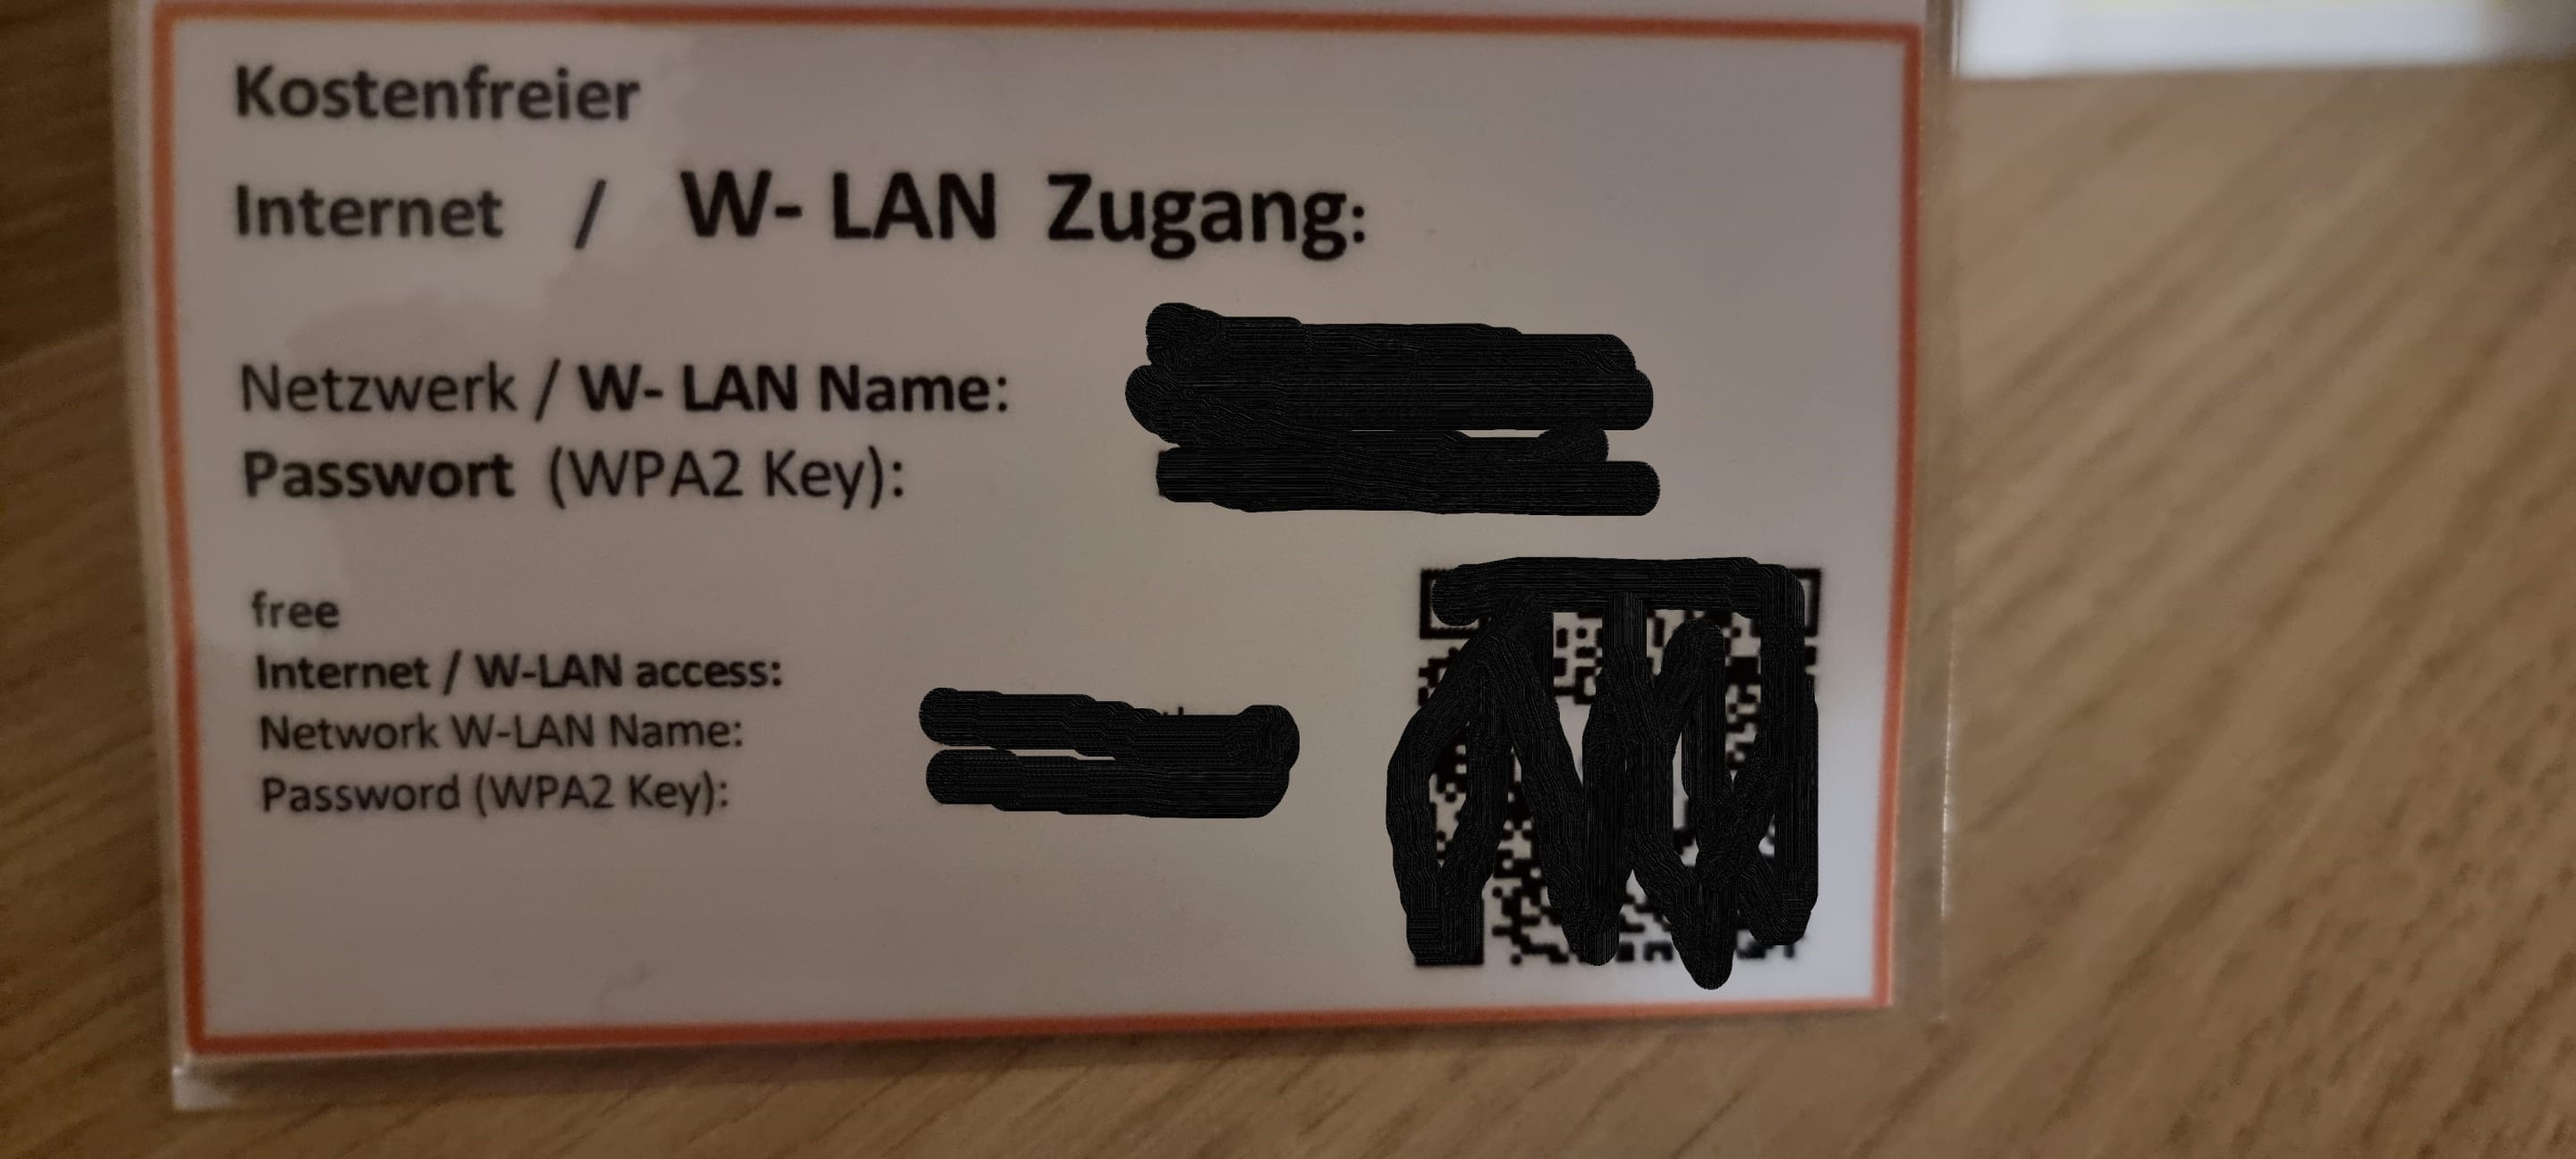 Kostenfreier
Internet / W- LAN Zugang:
Netzwerk / W- LAN Name:
Passwort (WPA2 Key):
free
Internet / W-LAN access:
Network W-LAN Name:
Password (WPA2 Key):